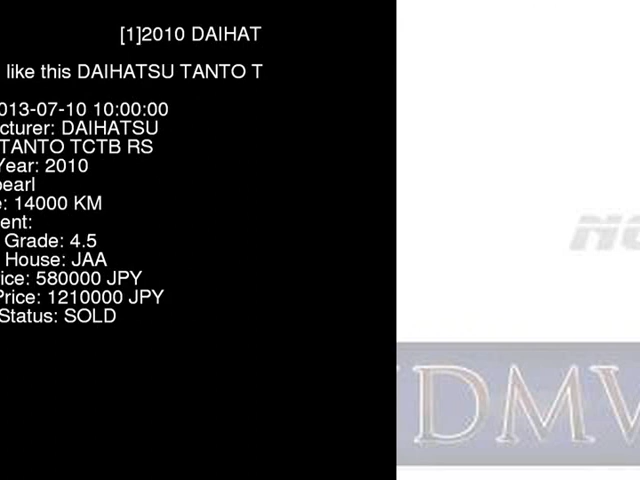 [1]2010 DAIHAT
like this DAIHATSU TANTO T
013-07-10 10:00:00
cturer: DAIHATSU
TANTO TCTB RS
Year: 2010
pearl
e: 14000 KM
ent:
Grade: 4.5
House: JAA
ice: 580000 JPY
Price: 1210000 JPY
Status: SOLD
DMV